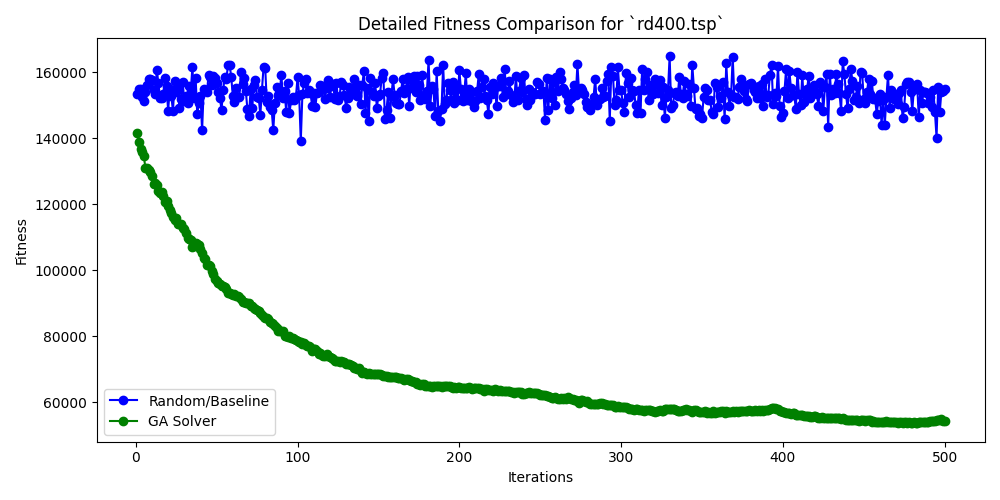 Detailed Fitness Comparison for `rd400.tsp`
Fitness
160000
140000
120000
100000
80000
60000
Random/Baseline
GA Solver
0 100 200 300 400 500
Iterations